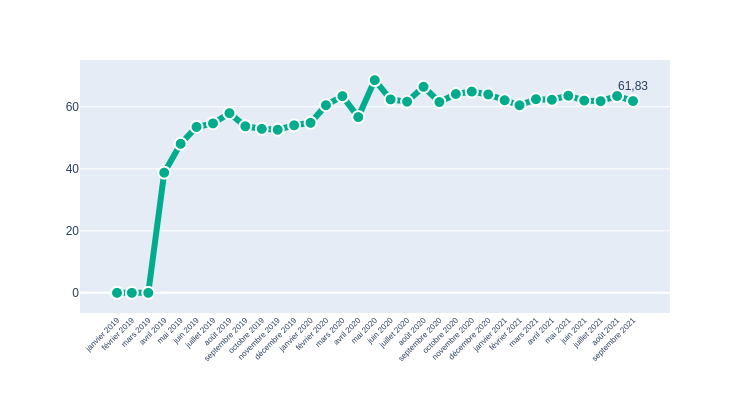 61,83
60
40
20
0
janvier 2019
février 2019
mars 2019
avril 2019
mai 2019
juin 2019
juillet 2019
août 2019
septembre 2019
octobre 2019
novembre 2019
décembre 2019
janvier 2020
février 2020
mars 2020
avril 2020
mai 2020
juin 2020
juillet 2020
août 2020
septembre 2020
octobre 2020
novembre 2020
décembre 2020
janvier 2021
février 2021
mars 2021
avril 2021
mai 2021
juin 2021
juillet 2021
août 2021
septembre 2021